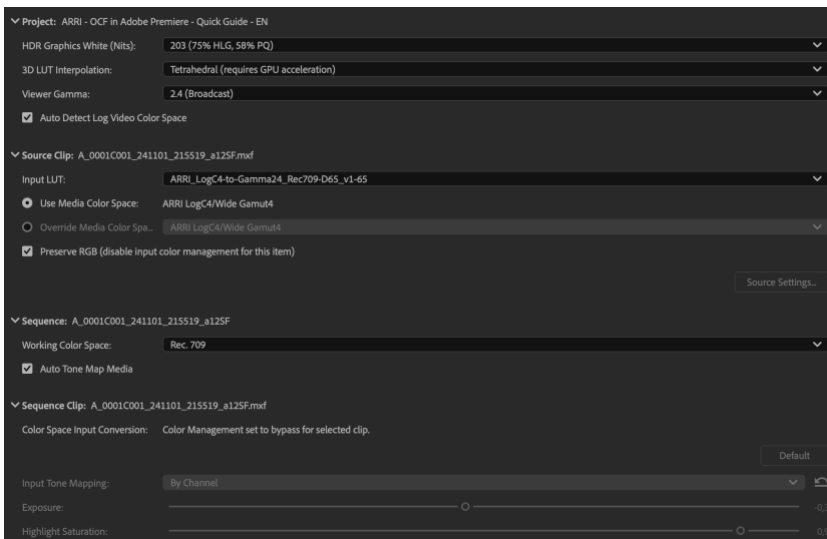 Project: ARRI - OCF in Adobe Premiere - Quick Guide - EN
HDR Graphics White (Nits): 203 (75% HLG, 58% PQ)
3D LUT Interpolation: Tetrahedral (requires GPU acceleration)
Viewer Gamma: 2.4 (Broadcast)
Auto Detect Log Video Color Space
Source Clip: A_0001C001_241101_215519_a12SF.mxf
Input LUT: ARRI_LogC4-to-Gamma24_Rec709-D65_v1-65
Use Media Color Space: ARRI LogC4/Wide Gamut4
Override Media Color Spa... ARRI LogC4/Wide Gamut4
Preserve RGB (disable input color management for this item)
Source Settings...
Sequence: A_0001C001_241101_215519_a12SF
Working Color Space: Rec. 709
Auto Tone Map Media
Sequence Clip: A_0001C001_241101_215519_a12SF.mxf
Color Space Input Conversion: Color Management set to bypass for selected clip.
Default
Input Tone Mapping: By Channel
Exposure:
Highlight Saturation: